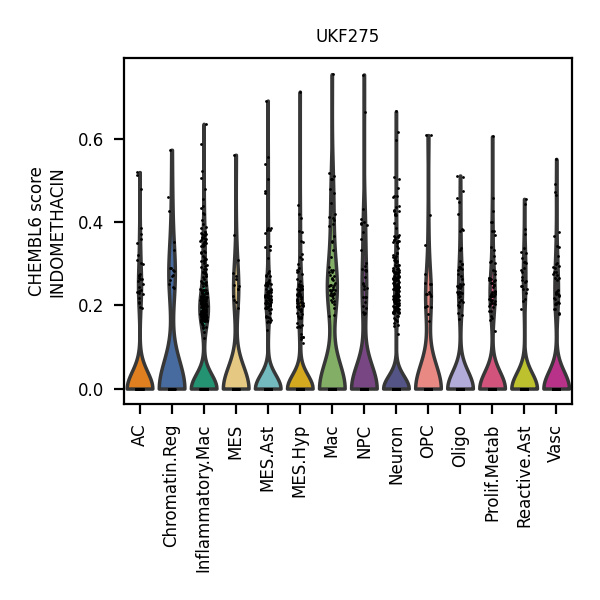 UKF275
CHEMBL6 score
INDOMETHACIN
0.6
0.4
0.2
0.0
AC
Chromatin.Reg
Inflammatory.Mac
MES
MES.Ast
MES.Hyp
Mac
NPC
Neuron
OPC
Oligo
Prolif.Metab
Reactive.Ast
Vasc